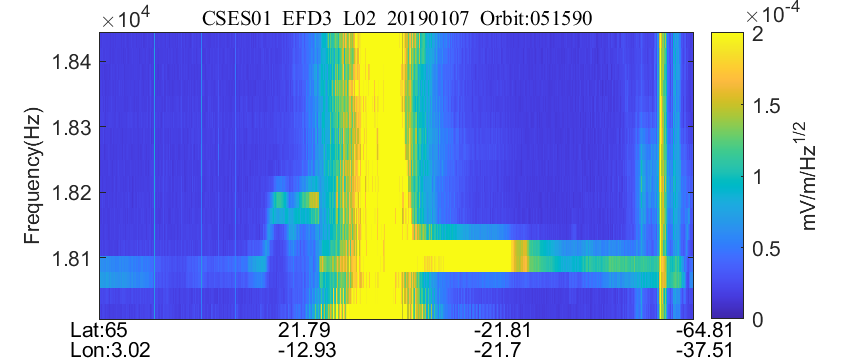 CSES01 EFD3 L02 20190107 Orbit:051590
×10^4
×10^-4
1.84
1.83
1.82
1.81
Frequency(Hz)
2
1.5
1
0.5
0
mV/m/Hz^1/2
Lat:65 21.79 -21.81 -64.81
Lon:3.02 -12.93 -21.7 -37.51